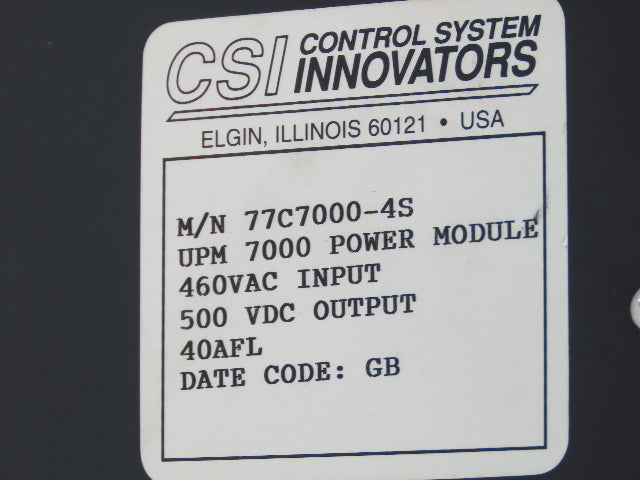 CSI CONTROL SYSTEM
INNOVATORS
ELGIN, ILLINOIS 60121 • USA
M/N 77C7000-4S
UPM 7000 POWER MODULE
460VAC INPUT
500 VDC OUTPUT
40AFL
DATE CODE: GB